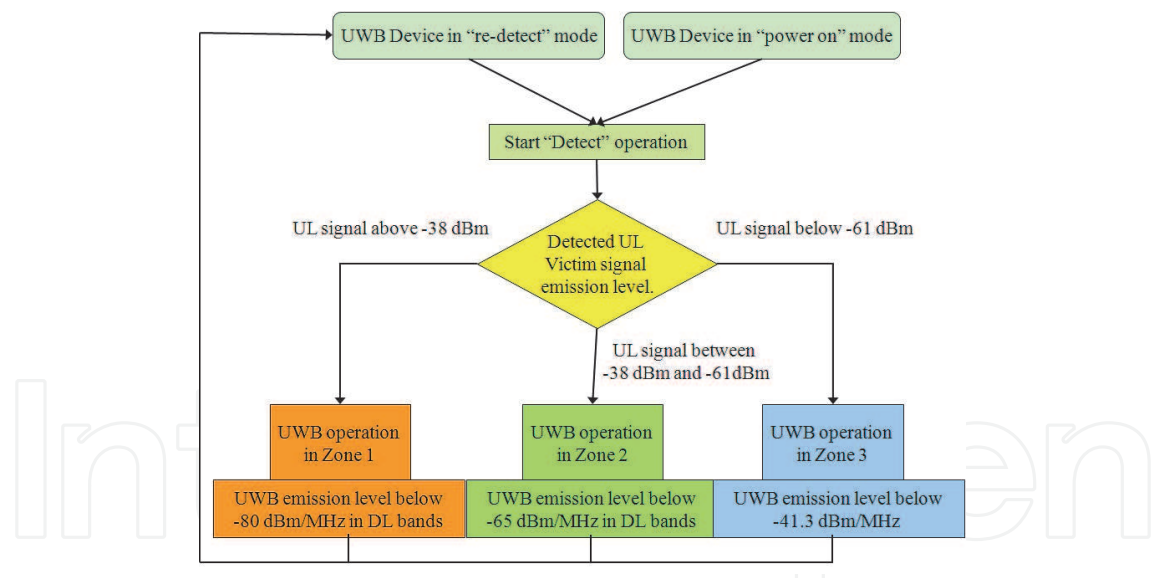 UWB Device in “re-detect” mode
UWB Device in “power on” mode
Start “Detect” operation
UL signal above -38 dBm
Detected UL
Victim signal
emission level.
UL signal below -61 dBm
UL signal between
-38 dBm and -61dBm
UWB operation
in Zone 1
UWB operation
in Zone 2
UWB operation
in Zone 3
UWB emission level below
-80 dBm/MHz in DL bands
UWB emission level below
-65 dBm/MHz in DL bands
UWB emission level below
-41.3 dBm/MHz